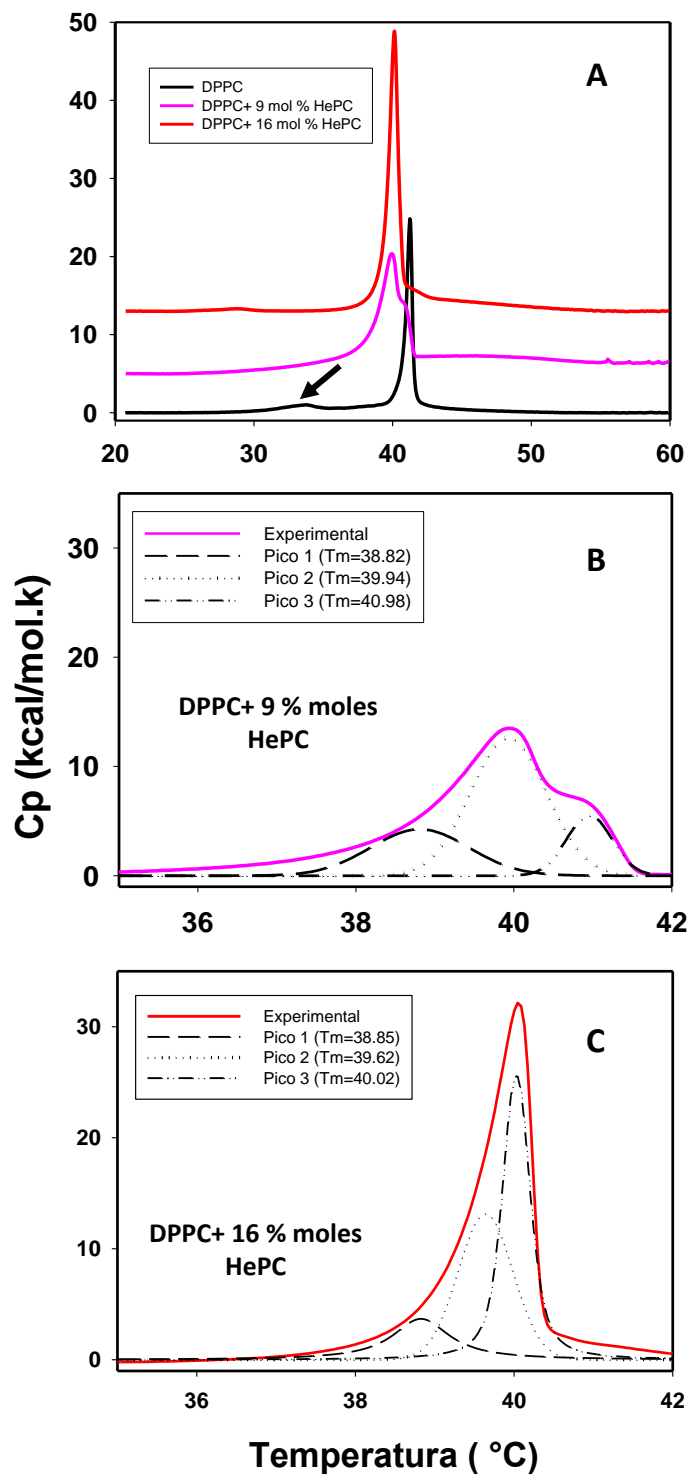 50
40
30
20
10
0
A
DPPC
DPPC+ 9 mol % HePC
DPPC+ 16 mol % HePC
20 30 40 50 60
30
20
10
0
B
Experimental
Pico 1 (Tm=38.82)
Pico 2 (Tm=39.94)
Pico 3 (Tm=40.98)
DPPC+ 9 % moles
HePC
36 38 40 42
Cp (kcal/mol.k)
30
20
10
0
C
Experimental
Pico 1 (Tm=38.85)
Pico 2 (Tm=39.62)
Pico 3 (Tm=40.02)
DPPC+ 16 % moles
HePC
36 38 40 42
Temperatura ( °C)